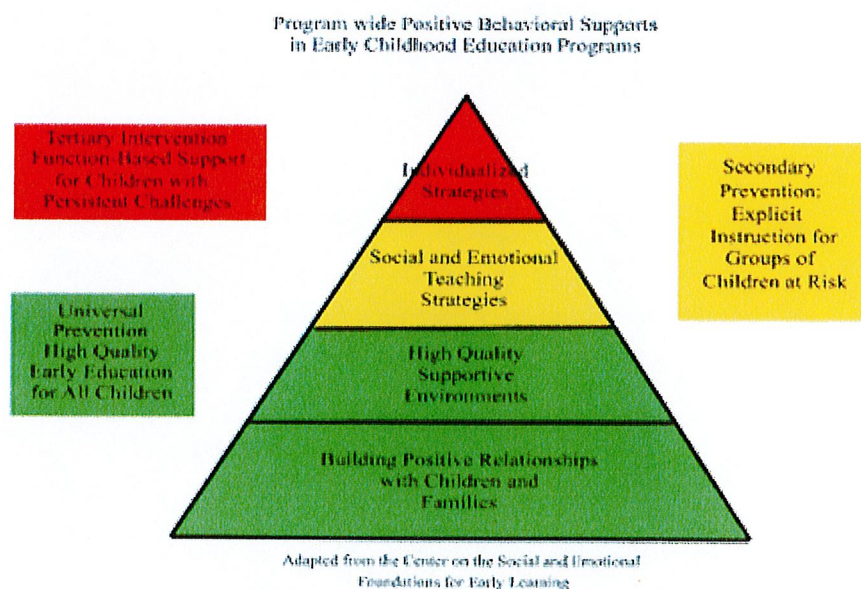 Program wide Positive Behavioral Supports
in Early Childhood Education Programs
Tertiary Intervention
Function-Based Support
for Children with
Persistent Challenges
Individualized
Strategies
Secondary
Prevention:
Explicit
Instruction for
Groups of
Children at Risk
Social and Emotional
Teaching
Strategies
Universal
Prevention
High Quality
Early Education
for All Children
High Quality
Supportive
Environments
Building Positive Relationships
with Children and
Families
Adapted from the Center on the Social and Emotional
Foundations for Early Learning